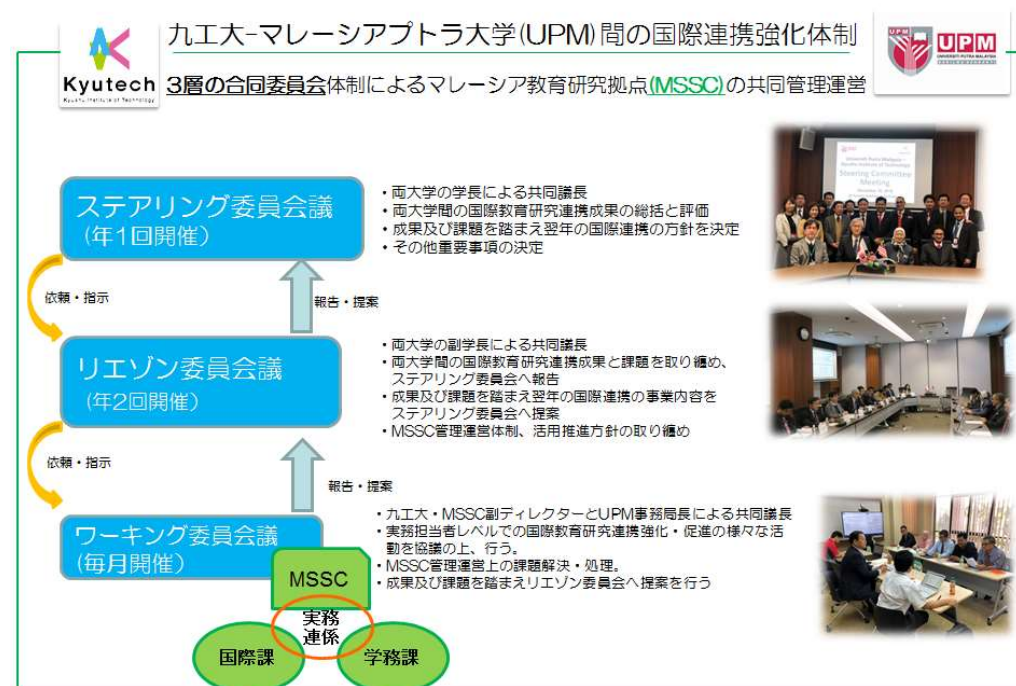 九工大-マレーシアプトラ大学(UPM)間の国際連携強化体制
Kyutech
Kyushu Institute of Technology
UPM
UPM
UNIVERSITI PUTRA MALAYSIA
3層の合同委員会体制によるマレーシア教育研究拠点(MSSC)の共同管理運営
ステアリング委員会議
(年1回開催)
・両大学の学長による共同議長
・両大学間の国際教育研究連携成果の総括と評価
・成果及び課題を踏まえ翌年の国際連携の方針を決定
・その他重要事項の決定
Universiti Putra Malaysia –
Kyushu Institute of Technology
Steering Committee
Meeting
依頼・指示
報告・提案
リエゾン委員会議
(年2回開催)
・両大学の副学長による共同議長
・両大学間の国際教育研究連携成果と課題を取り纏め、
ステアリング委員会へ報告
・成果及び課題を踏まえ翌年の国際連携の事業内容を
ステアリング委員会へ提案
・MSSC管理運営体制、活用推進方針の取り纏め
依頼・指示
報告・提案
ワーキング委員会議
(毎月開催)
・九工大・MSSC副ディレクターとUPM事務局長による共同議長
・実務担当者レベルでの国際教育研究連携強化・促進の様々な活
動を協議の上、行う。
・MSSC管理運営上の課題解決・処理。
・成果及び課題を踏まえリエゾン委員会へ提案を行う
MSSC
実務
連係
国際課
学務課